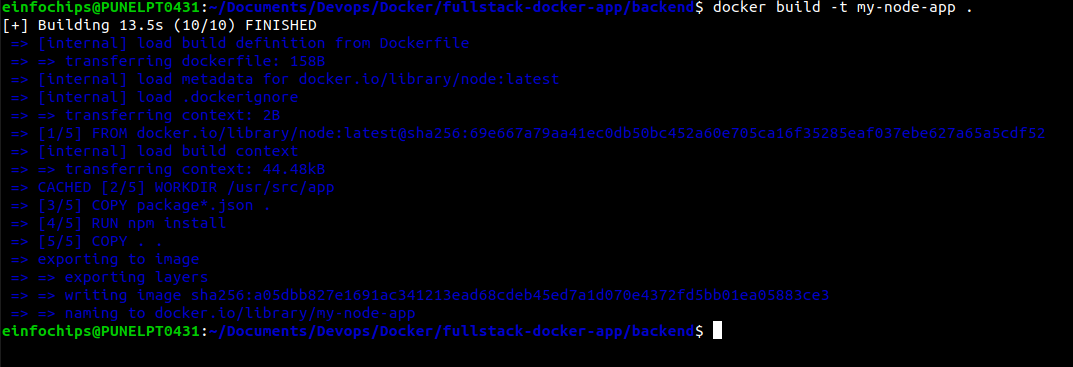 einfochips@PUNELPT0431:~/Documents/Devops/Docker/fullstack-docker-app/backend$ docker build -t my-node-app .
[+] Building 13.5s (10/10) FINISHED
=> [internal] load build definition from Dockerfile
=> => transferring dockerfile: 158B
=> [internal] load metadata for docker.io/library/node:latest
=> [internal] load .dockerignore
=> => transferring context: 2B
=> [1/5] FROM docker.io/library/node:latest@sha256:69e667a79aa41ec0db50bc452a60e705ca16f35285eaf037ebe627a65a5cdf52
=> [internal] load build context
=> => transferring context: 44.48kB
=> CACHED [2/5] WORKDIR /usr/src/app
=> [3/5] COPY package*.json .
=> [4/5] RUN npm install
=> [5/5] COPY . .
=> exporting to image
=> => exporting layers
=> => writing image sha256:a05dbb827e1691ac341213ead68cdeb45ed7a1d070e4372fd5bb01ea05883ce3
=> => naming to docker.io/library/my-node-app
einfochips@PUNELPT0431:~/Documents/Devops/Docker/fullstack-docker-app/backend$